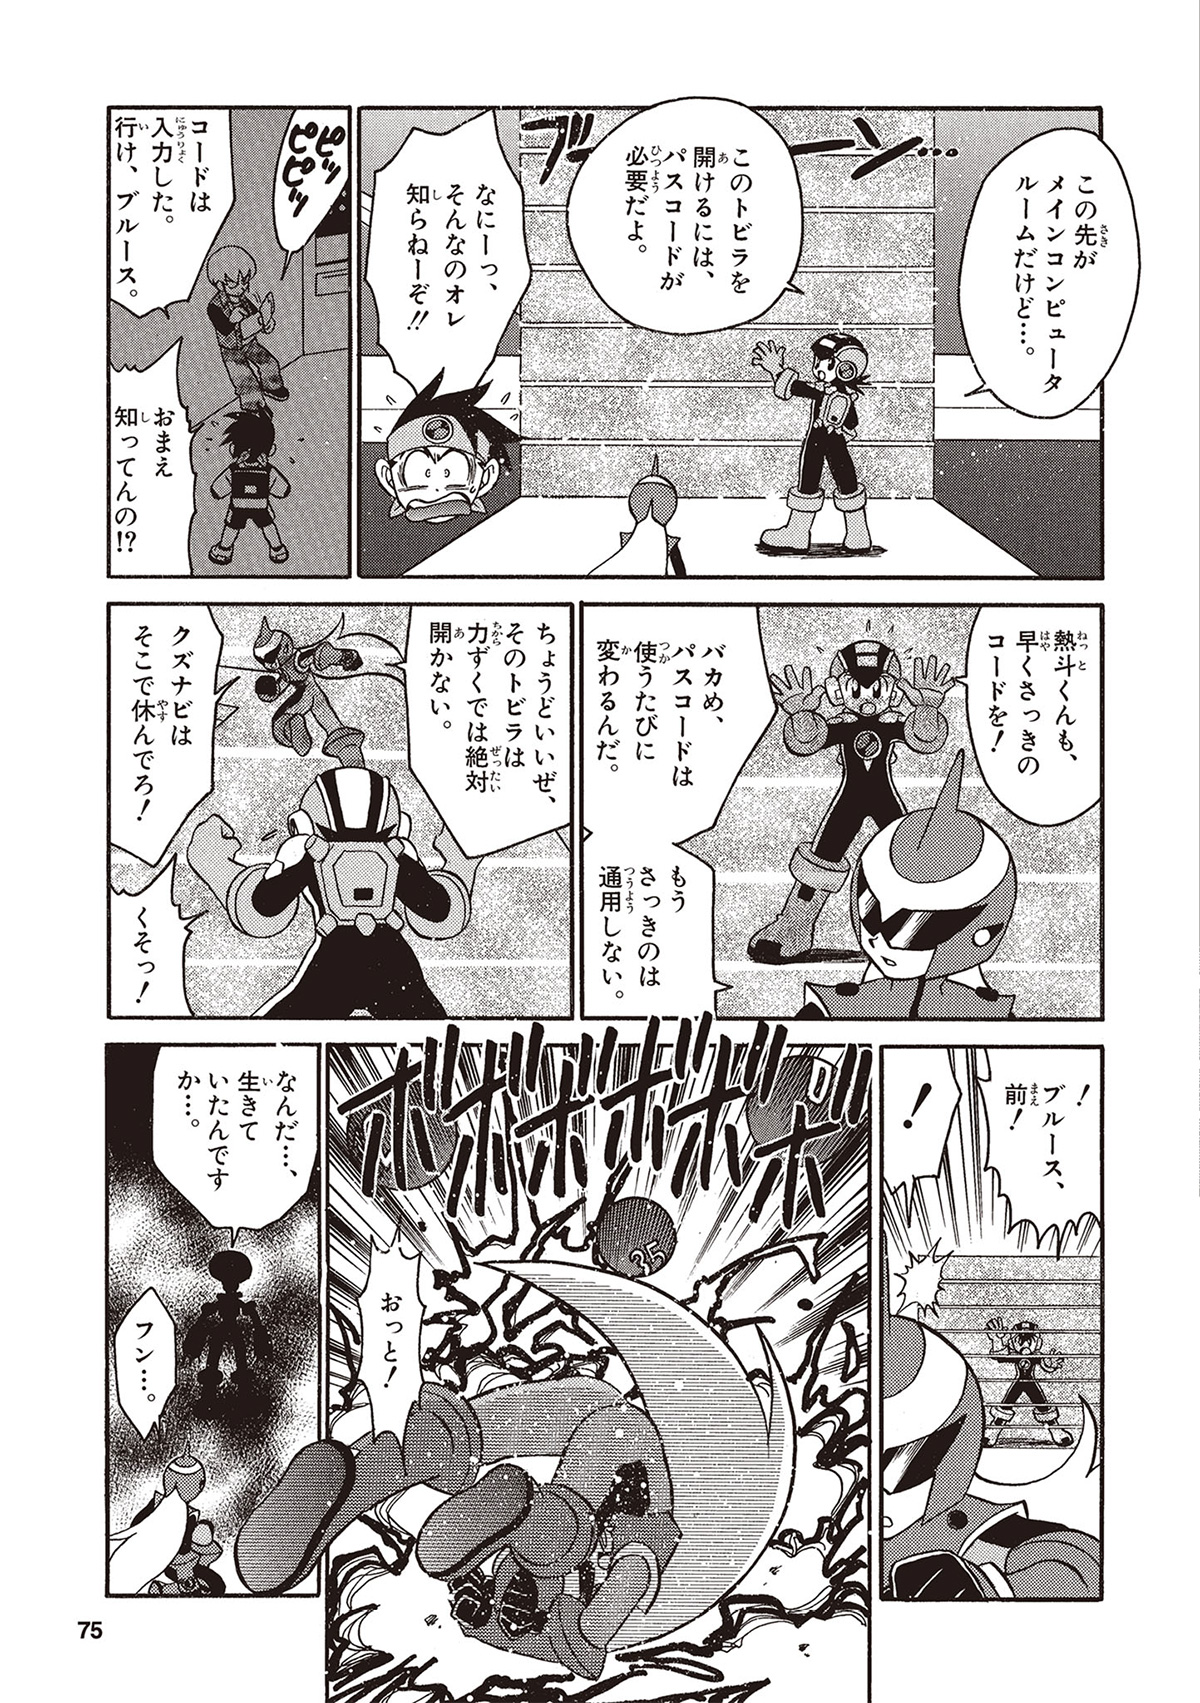 この先が
メインコンピュータ
ルームだけど…。
ブーーン…
このトビラを
開けるには、
パスコードが
必要だよ。
なにーっ、
そんなのオレ
知らねーぞ!!
ピピッ
ピピッ
コードは
入力した。
行け、ブルース。
おまえ
知ってんの!?
熱斗くんも、
早くさっきの
コードを!
バカめ、
パスコードは
使うたびに
変わるんだ。
もう
さっきのは
通用しない。
ちょうどいいぜ、
そのトビラは
力ずくでは絶対
開かない。
クズナビは
そこで休んでろ!
くそっ!
!
ブルース、
前!
!
ボボボボボボ
35
おっと!
なんだ…、
生きて
いたんです
か…。
フン…。
75